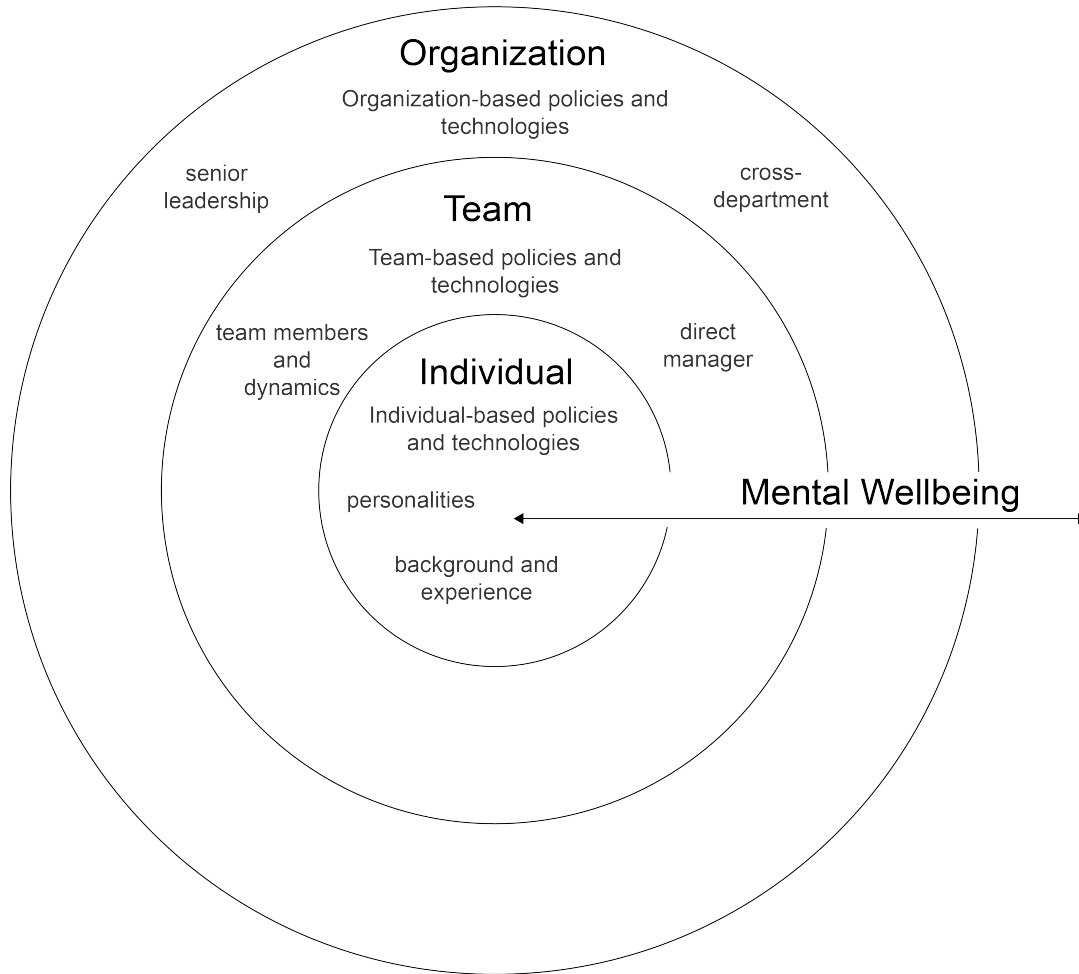 Organization
Organization-based policies and
technologies
senior
leadership
cross-
department
Team
Team-based policies and
technologies
team members
and
dynamics
direct
manager
Individual
Individual-based policies
and technologies
personalities
Mental Wellbeing
background and
experience